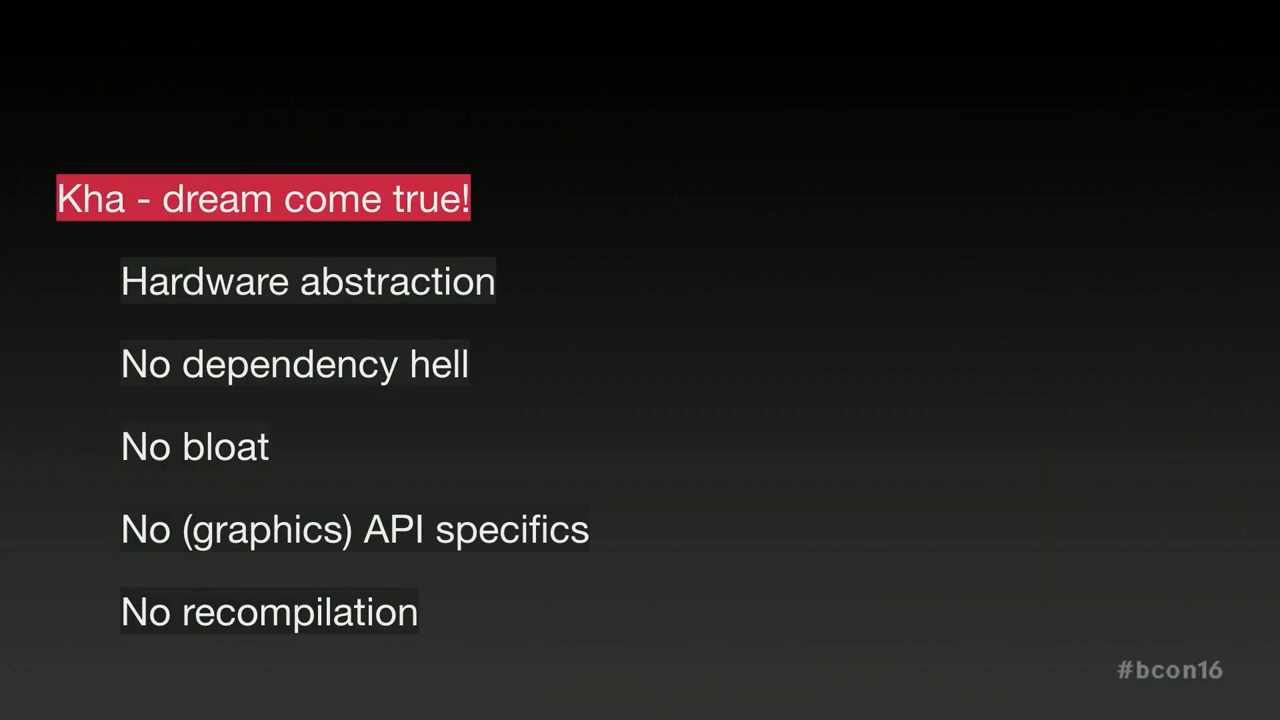 Kha - dream come true!
Hardware abstraction
No dependency hell
No bloat
No (graphics) API specifics
No recompilation
#bcon16